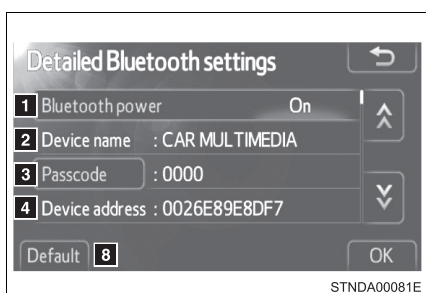 Detailed Bluetooth settings
1 Bluetooth power On
2 Device name : CAR MULTIMEDIA
3 Passcode : 0000
4 Device address : 0026E89E8DF7
Default 8 OK
STNDA00081E